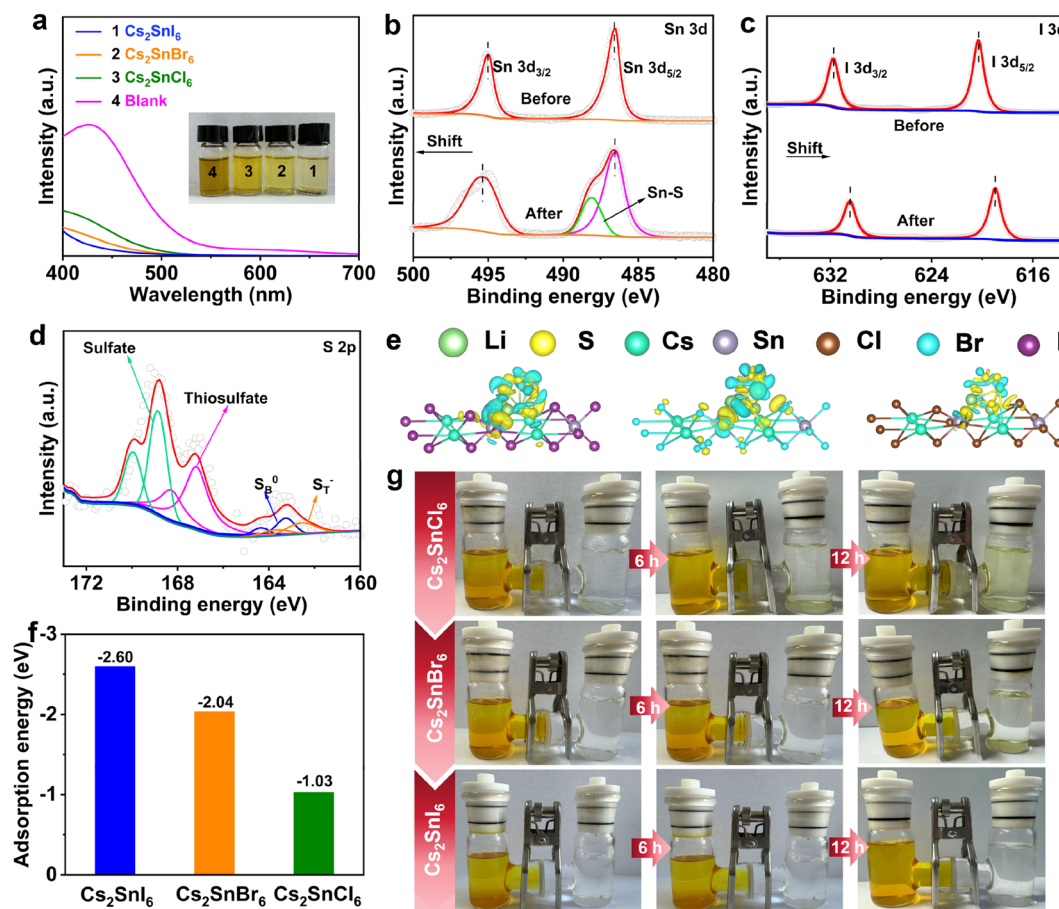 a
1 Cs₂SnI₆
2 Cs₂SnBr₆
3 Cs₂SnCl₆
4 Blank
4 3 2 1
Intensity (a.u.)
400 500 600 700
Wavelength (nm)
b
Sn 3d
Sn 3d₃/₂
Sn 3d₅/₂
Before
Shift
Sn-S
After
Intensity (a.u.)
500 495 490 485 480
Binding energy (eV)
c
I 3d
I 3d₃/₂
I 3d₅/₂
Before
Shift
After
Intensity (a.u.)
632 624 616
Binding energy (eV)
d
S 2p
Sulfate
Thiosulfate
S_B⁰
S_T⁻
Intensity (a.u.)
172 168 164 160
Binding energy (eV)
e
Li S Cs Sn Cl Br
f
Adsorption energy (eV)
-3
-2
-1
0
-2.60
-2.04
-1.03
Cs₂SnI₆ Cs₂SnBr₆ Cs₂SnCl₆
g
Cs₂SnCl₆
6 h
12 h
Cs₂SnBr₆
6 h
12 h
Cs₂SnI₆
6 h
12 h